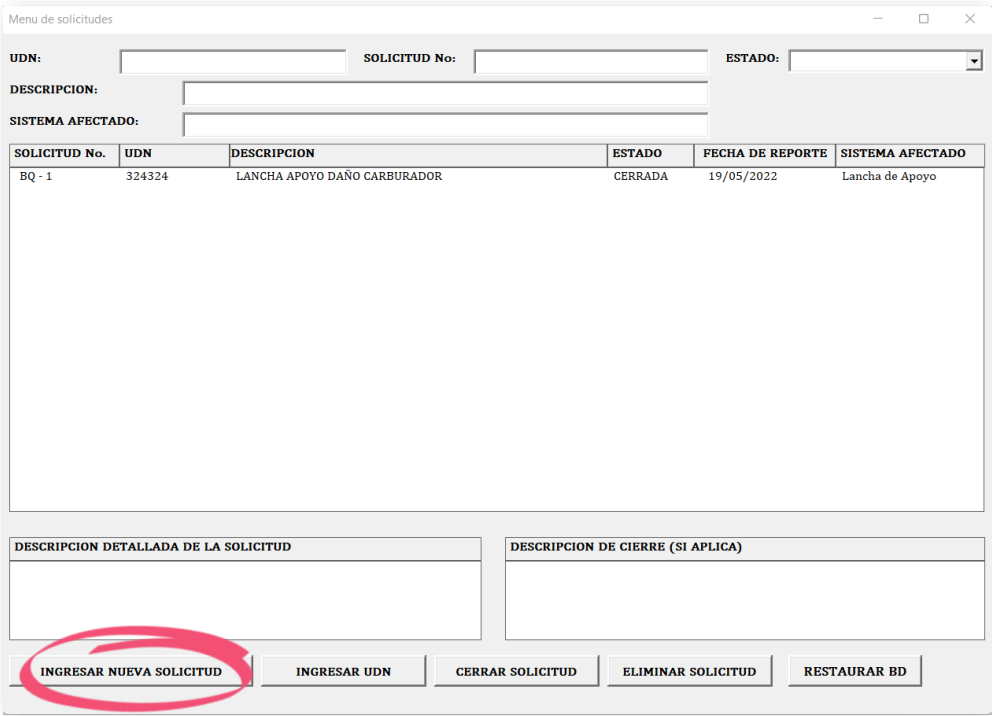 Menu de solicitudes
UDN: SOLICITUD No: ESTADO:
DESCRIPCION:
SISTEMA AFECTADO:
SOLICITUD No. UDN DESCRIPCION ESTADO FECHA DE REPORTE SISTEMA AFECTADO
BQ - 1 324324 LANCHA APOYO DAÑO CARBURADOR CERRADA 19/05/2022 Lancha de Apoyo
DESCRIPCION DETALLADA DE LA SOLICITUD DESCRIPCION DE CIERRE (SI APLICA)
INGRESAR NUEVA SOLICITUD INGRESAR UDN CERRAR SOLICITUD ELIMINAR SOLICITUD RESTAURAR BD